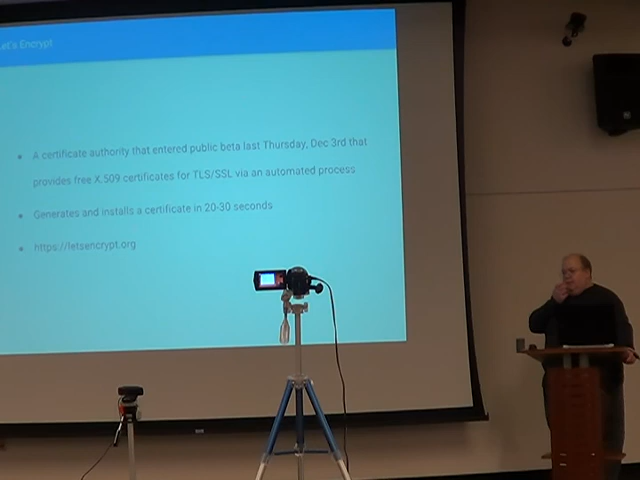 Let's Encrypt
A certificate authority that entered public beta last Thursday, Dec 3rd that
provides free X.509 certificates for TLS/SSL via an automated process
Generates and installs a certificate in 20-30 seconds
https://letsencrypt.org